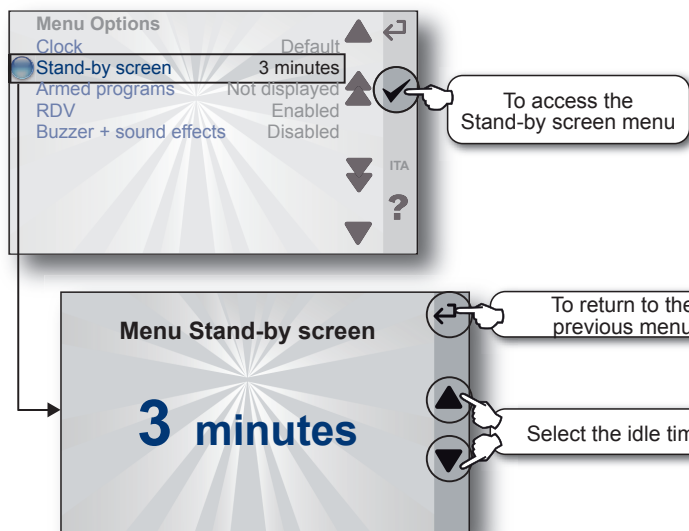 Menu Options
Clock Default
Stand-by screen 3 minutes
Armed programs Not displayed
RDV Enabled
Buzzer + sound effects Disabled
ITA
?
To access the
Stand-by screen menu
Menu Stand-by screen
3 minutes
To return to the
previous menu
Select the idle tim